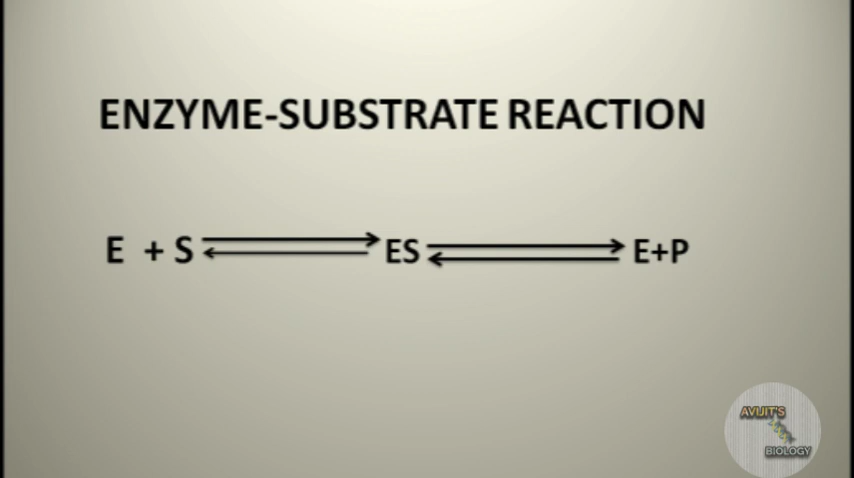 ENZYME-SUBSTRATE REACTION
E + S ⇌ ES ⇌ E+P
AVIJIT'S
BIOLOGY